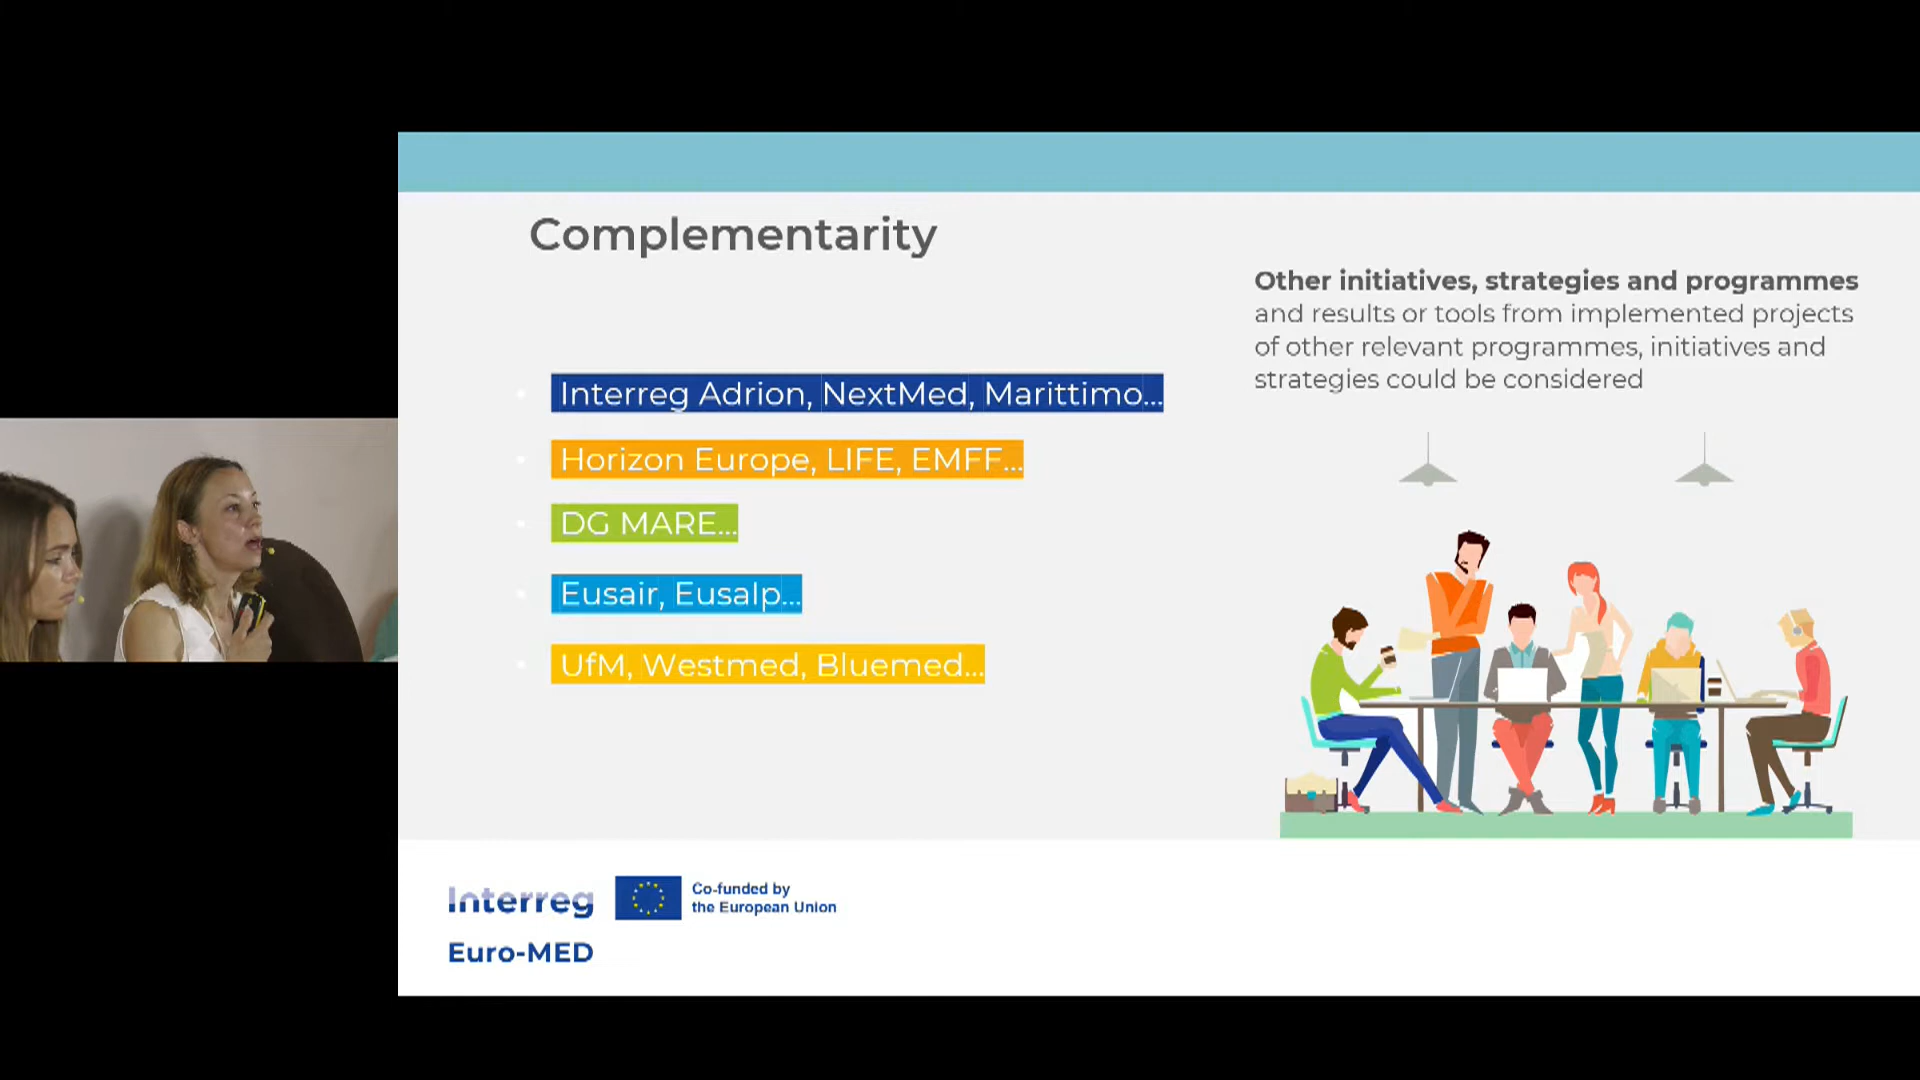 Complementarity
Interreg Adrion, NextMed, Marittimo...
Horizon Europe, LIFE, EMFF...
DG MARE...
Eusair, Eusalp...
UfM, Westmed, Bluemed...
Other initiatives, strategies and programmes
and results or tools from implemented projects
of other relevant programmes, initiatives and
strategies could be considered
Interreg
Co-funded by
the European Union
Euro-MED